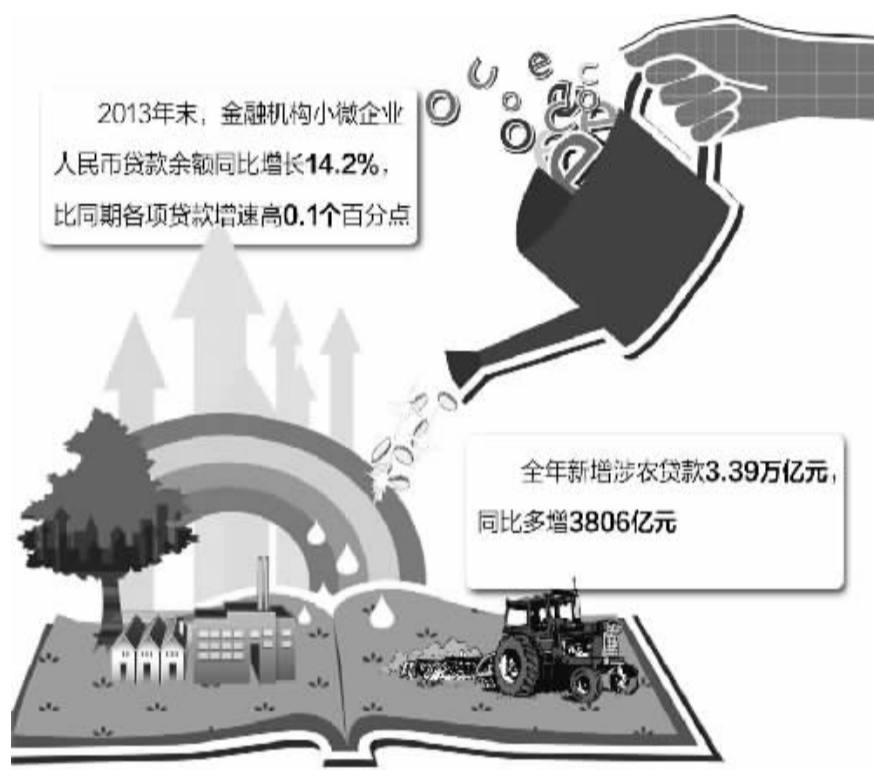 2013年末，金融机构小微企业
人民币贷款余额同比增长14.2%，
比同期各项贷款增速高0.1个百分点
全年新增涉农贷款3.39万亿元，
同比多增3806亿元